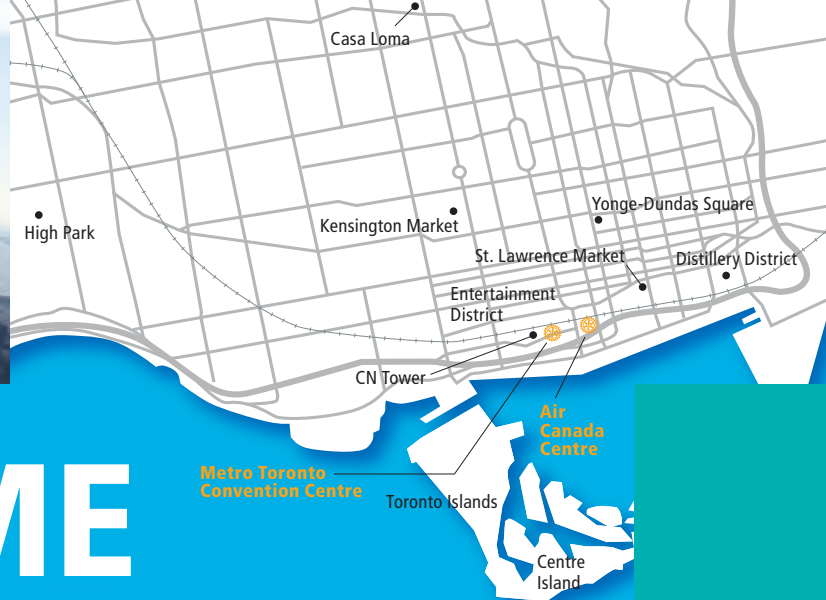 Casa Loma
Yonge-Dundas Square
High Park
Kensington Market
St. Lawrence Market
Distillery District
Entertainment
District
CN Tower
Air
Canada
Centre
Metro Toronto
Convention Centre
Toronto Islands
ME
Centre
Island